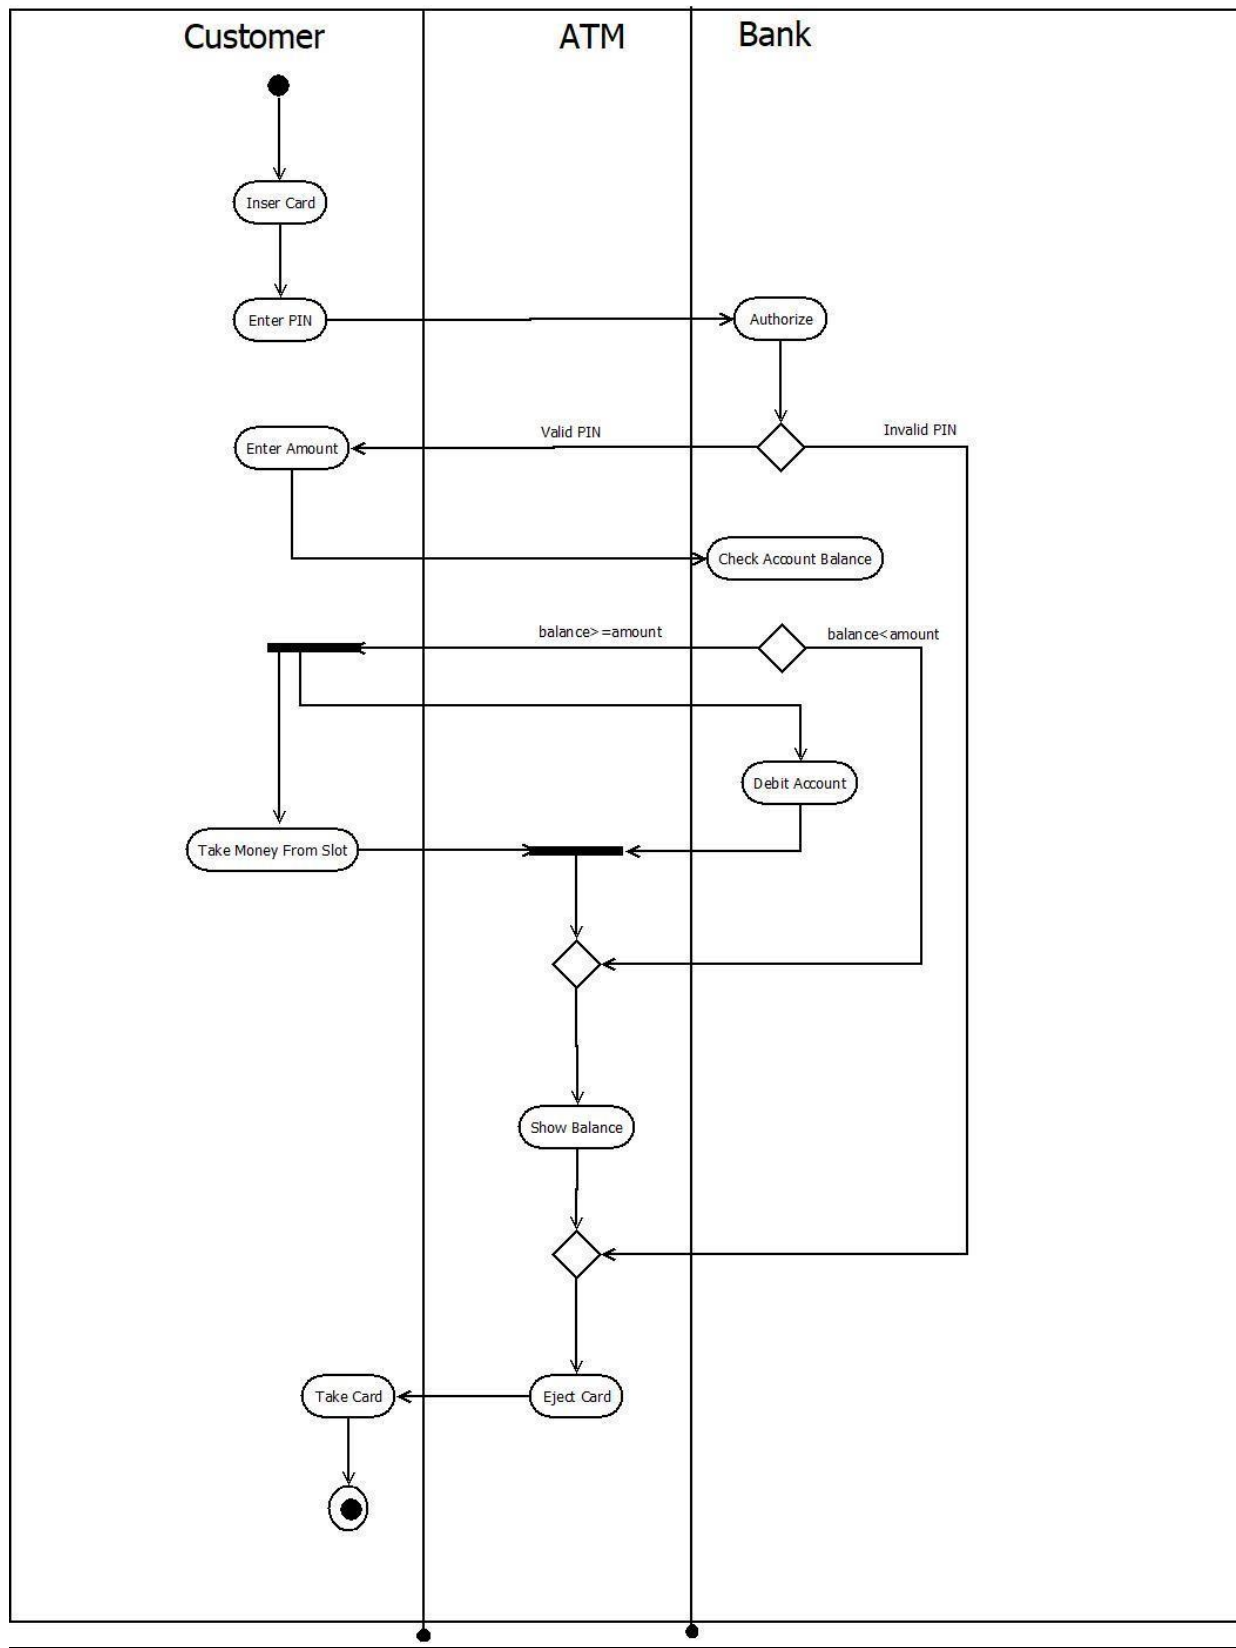 Customer
ATM
Bank
Inser Card
Enter PIN
Authorize
Enter Amount
Valid PIN
Invalid PIN
Check Account Balance
balance>=amount
balance<amount
Debit Account
Take Money From Slot
Show Balance
Take Card
Eject Card